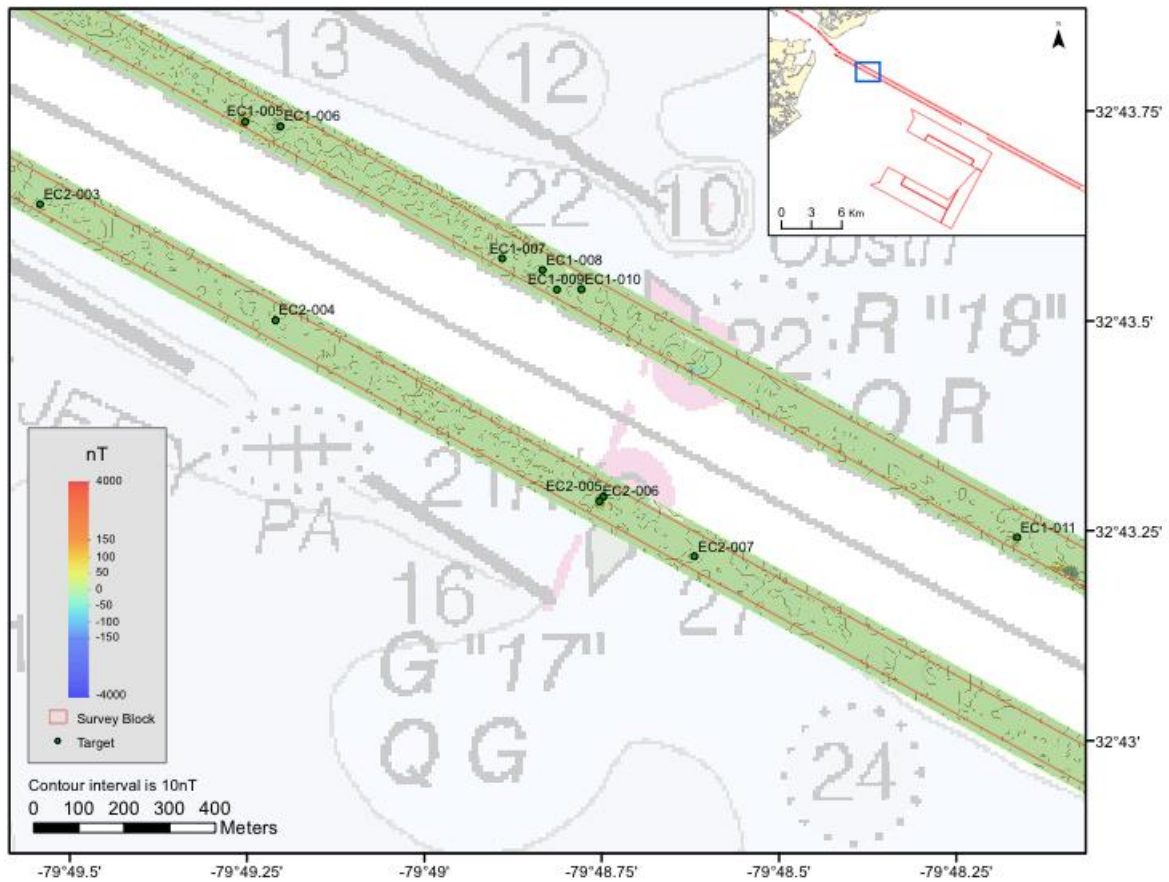 N
0 3 6 Km
32°43.75'
32°43.5'
32°43.25'
32°43'
13
12
22
10
Obstn
EC1-005
EC1-006
EC2-003
EC1-007
EC1-008
EC1-009
EC1-010
EC2-004
22
R "18"
Q R
PA
EC2-005
EC2-006
EC2-007
EC1-011
16
G "17"
Q G
24
nT
4000
150
100
50
0
-50
-100
-150
-4000
Survey Block
Target
Contour interval is 10nT
0 100 200 300 400
Meters
-79°49.5' -79°49.25' -79°49' -79°48.75' -79°48.5' -79°48.25'